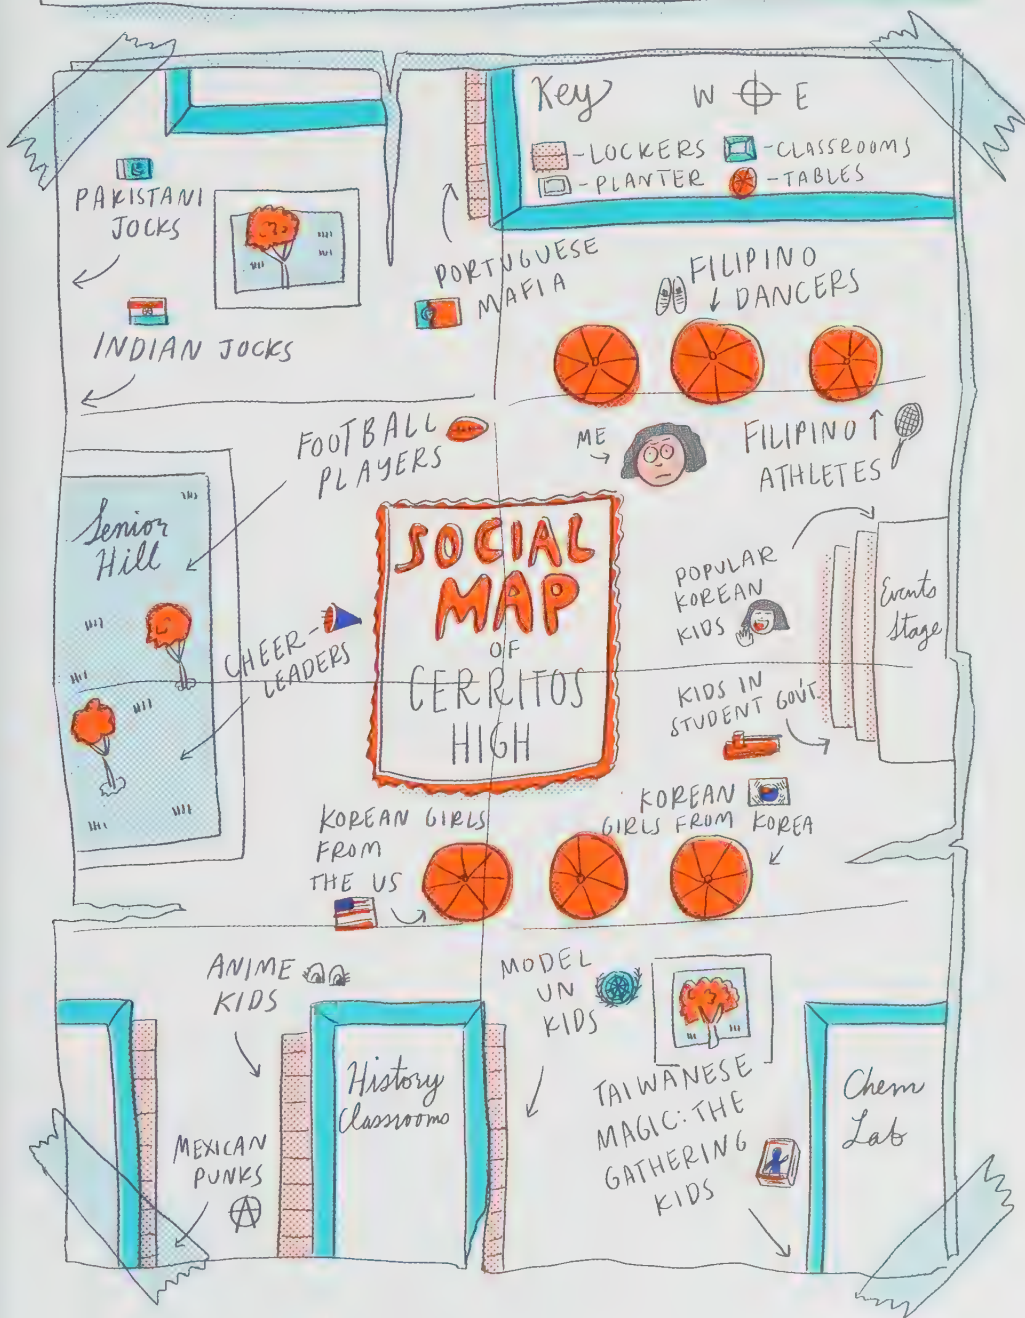 Key
W E
- LOCKERS
- CLASSROOMS
- PLANTER
- TABLES
PAKISTANI
JOCKS
INDIAN JOCKS
PORTUGUESE
MAFIA
FILIPINO
DANCERS
FOOTBALL
PLAYERS
ME
FILIPINO
ATHLETES
Senior
Hill
SOCIAL
MAP
OF
CERRITOS
HIGH
POPULAR
KOREAN
KIDS
Events
Stage
CHEER-
LEADERS
KIDS IN
STUDENT GOV'T.
KOREAN GIRLS
FROM
THE US
KOREAN
GIRLS FROM KOREA
ANIME
KIDS
MODEL
UN
KIDS
History
Classrooms
TAIWANESE
MAGIC: THE
GATHERING
KIDS
Chem
Lab
MEXICAN
PUNKS